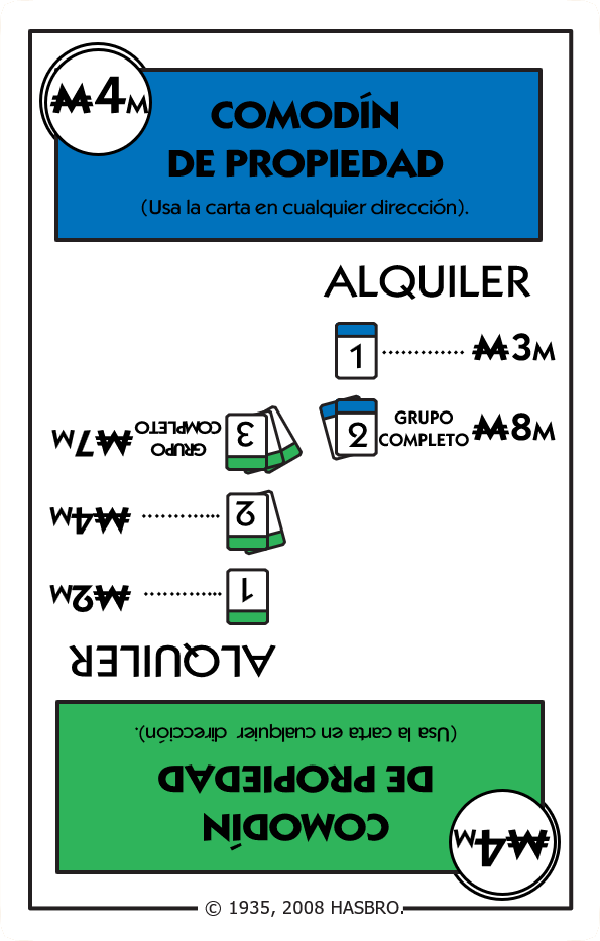 ₩4M
COMODÍN
DE PROPIEDAD
(Usa la carta en cualquier dirección).
ALQUILER
1 ............... ₩3M
2 GRUPO COMPLETO ₩8M
COMODÍN
DE PROPIEDAD
(Usa la carta en cualquier dirección).
₩4M
ALQUILER
1 ............... ₩2M
2 ............... ₩4M
3 GRUPO COMPLETO ₩7M
© 1935, 2008 HASBRO.